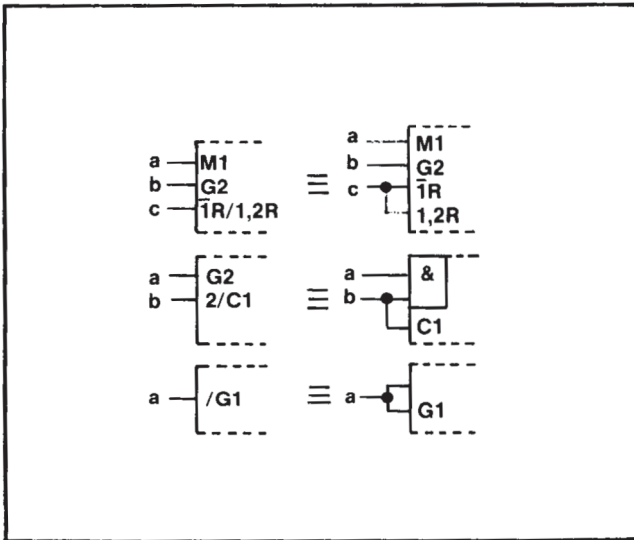 a M1 a M1
b G2 ≡ b G2
c 1̅R/1,2R c 1̅R
1,2R
a G2 a &
b 2/C1 ≡ b
C1
a /G1 ≡ a
G1